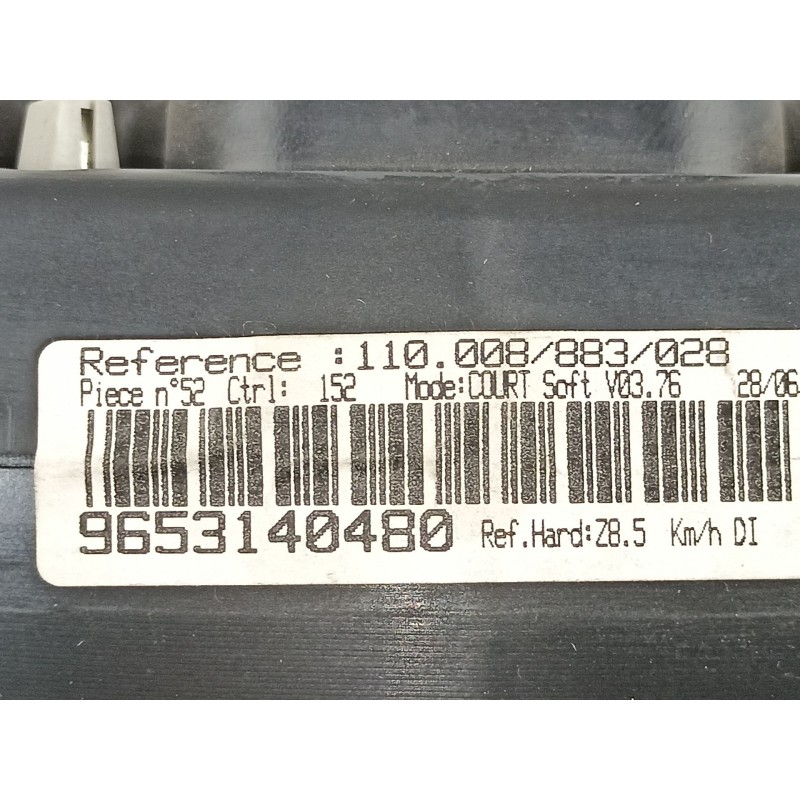 Reference :110.008/883/028
Piece n°52 Ctrl: 152 Mode:COURT Soft V03.76 28/06
9653140480 Ref.Hard:Z8.5 Km/h DI